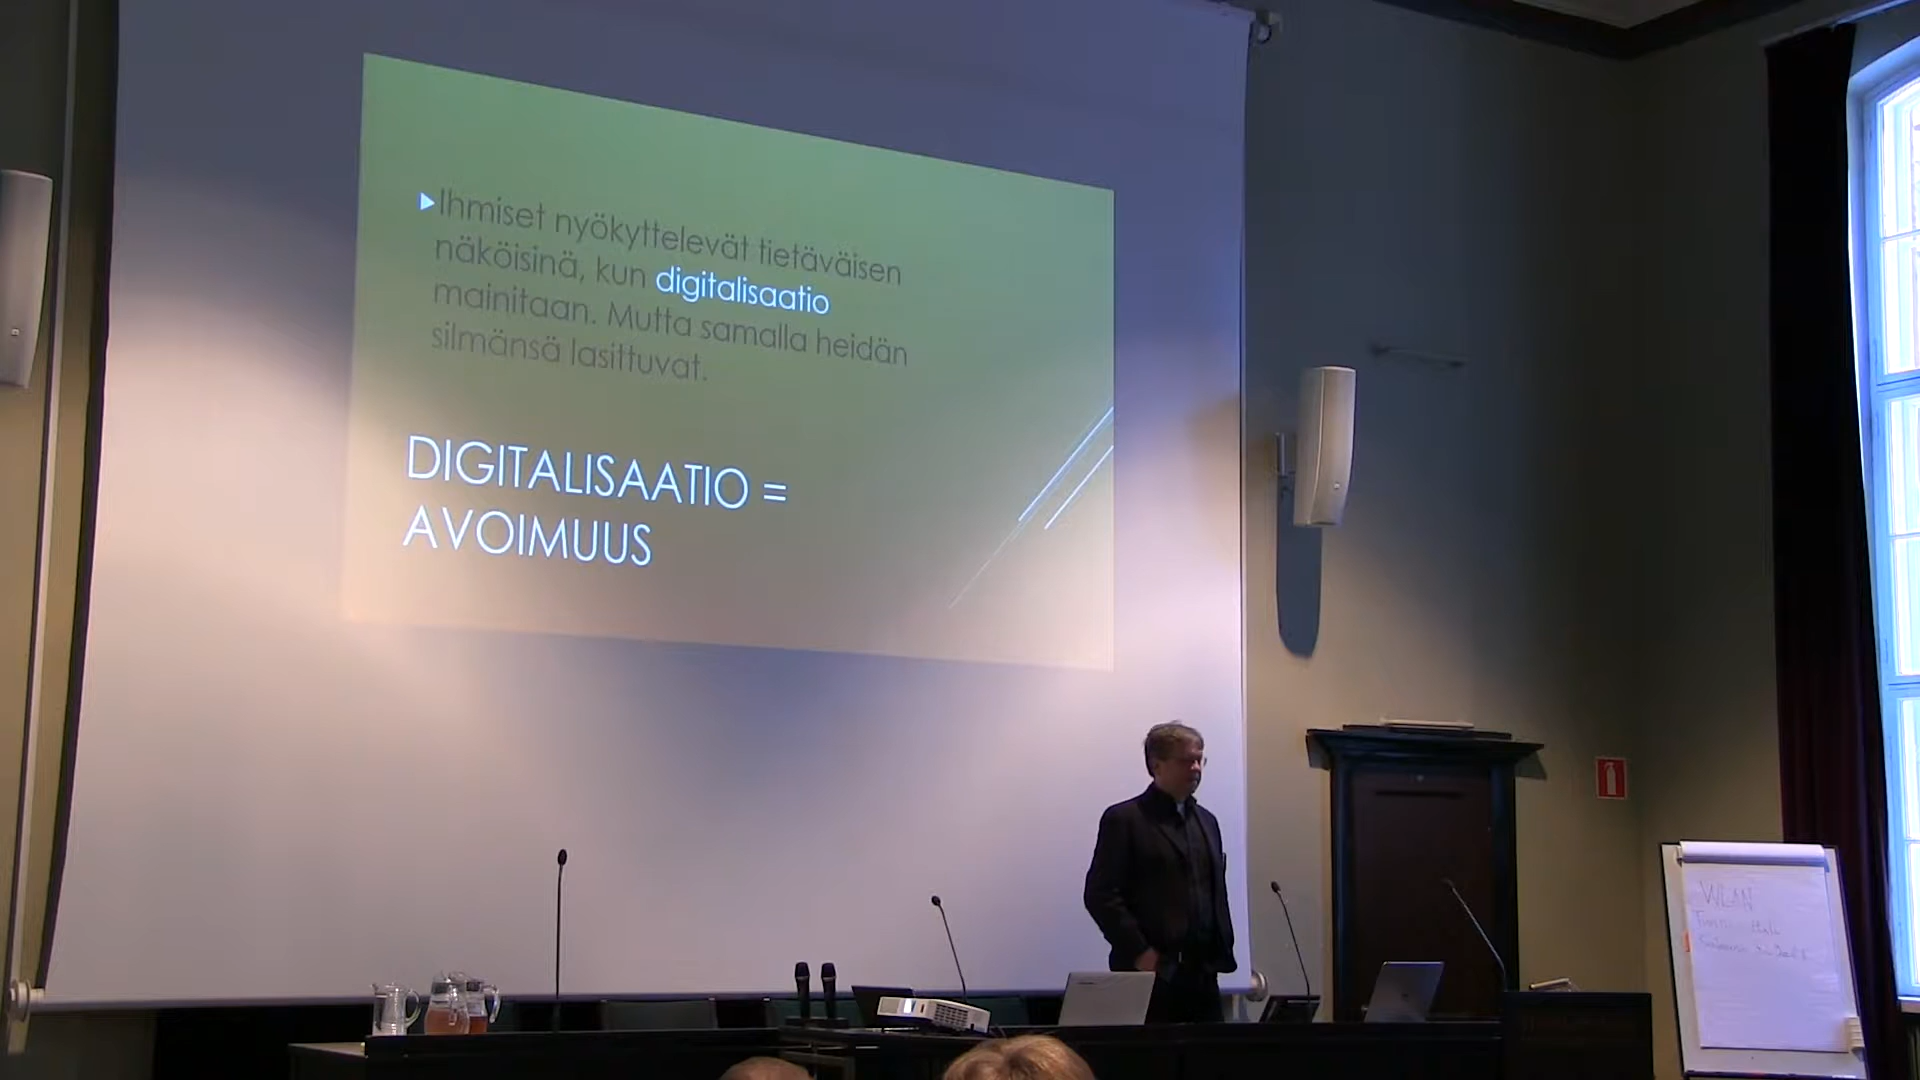 Ihmiset nyökyttelevät tietäväisen
näköisinä, kun digitalisaatio
mainitaan. Mutta samalla heidän
silmänsä lasittuvat.
DIGITALISAATIO =
AVOIMUUS
WLAN